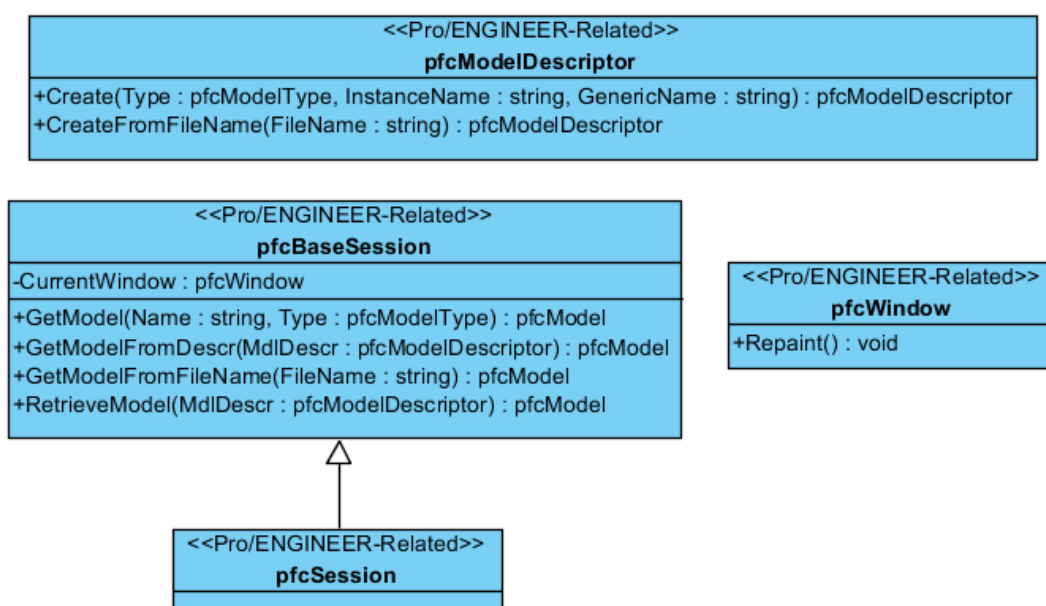 <<Pro/ENGINEER-Related>>
pfcModelDescriptor
+Create(Type : pfcModelType, InstanceName : string, GenericName : string) : pfcModelDescriptor
+CreateFromFileName(FileName : string) : pfcModelDescriptor
<<Pro/ENGINEER-Related>>
pfcBaseSession
-CurrentWindow : pfcWindow
+GetModel(Name : string, Type : pfcModelType) : pfcModel
+GetModelFromDescr(MdlDescr : pfcModelDescriptor) : pfcModel
+GetModelFromFileName(FileName : string) : pfcModel
+RetrieveModel(MdlDescr : pfcModelDescriptor) : pfcModel
<<Pro/ENGINEER-Related>>
pfcWindow
+Repaint() : void
<<Pro/ENGINEER-Related>>
pfcSession